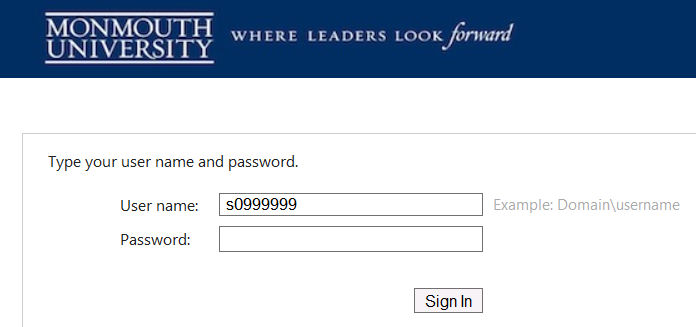 MONMOUTH
UNIVERSITY
WHERE LEADERS LOOK forward
Type your user name and password.
User name: s0999999 Example: Domain\username
Password:
Sign In